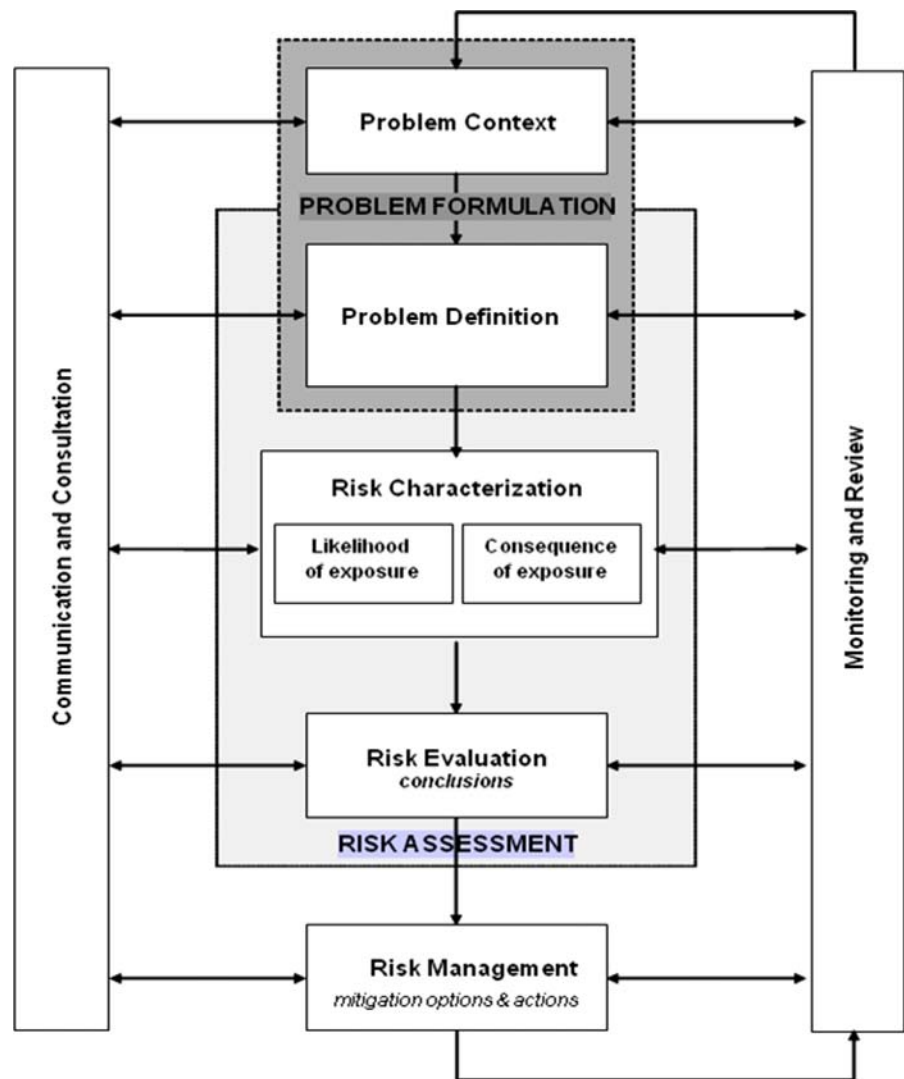 Problem Context
PROBLEM FORMULATION
Problem Definition
Communication and Consultation
Monitoring and Review
Risk Characterization
Likelihood
of exposure
Consequence
of exposure
Risk Evaluation
conclusions
RISK ASSESSMENT
Risk Management
mitigation options & actions